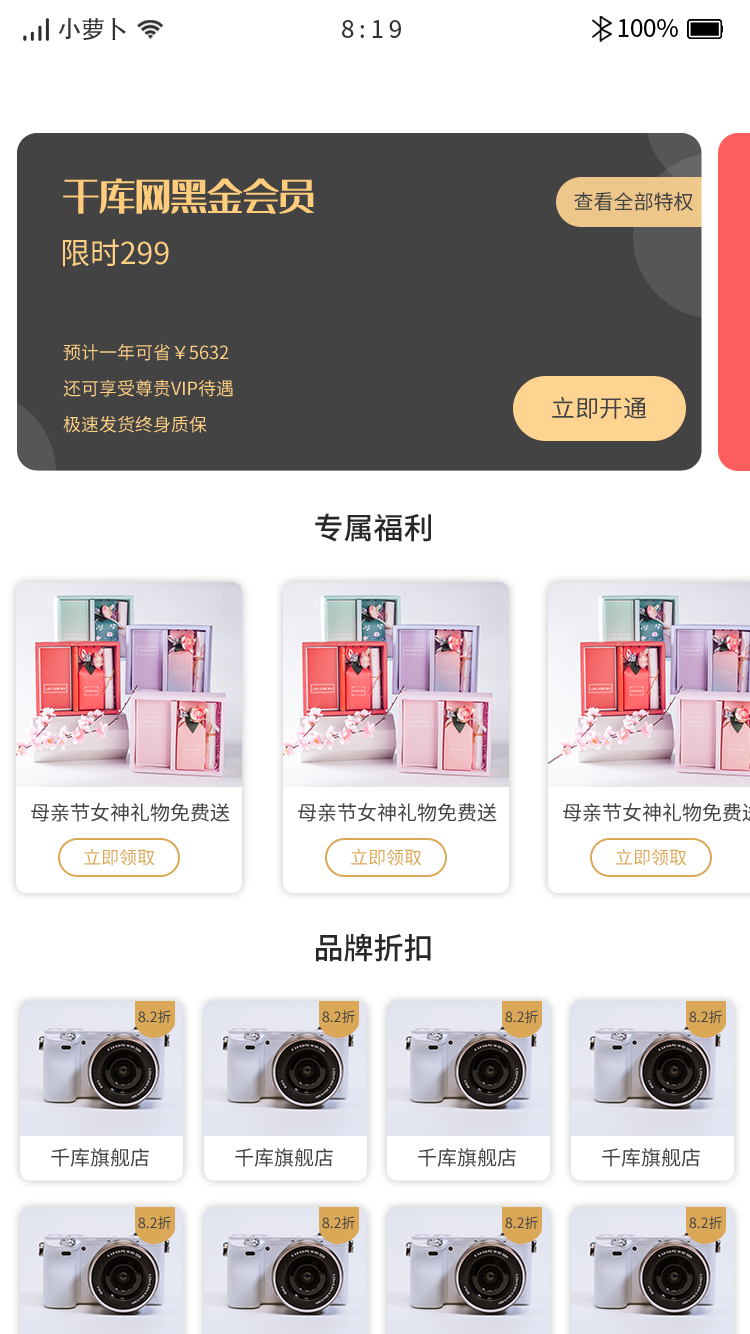 小萝卜
8:19
100%
千库网黑金会员
查看全部特权
限时299
预计一年可省￥5632
还可享受尊贵VIP待遇
极速发货终身质保
立即开通
专属福利
母亲节女神礼物免费送
母亲节女神礼物免费送
母亲节女神礼物免费送
立即领取
立即领取
立即领取
品牌折扣
8.2折
8.2折
8.2折
8.2折
千库旗舰店
千库旗舰店
千库旗舰店
千库旗舰店
8.2折
8.2折
8.2折
8.2折